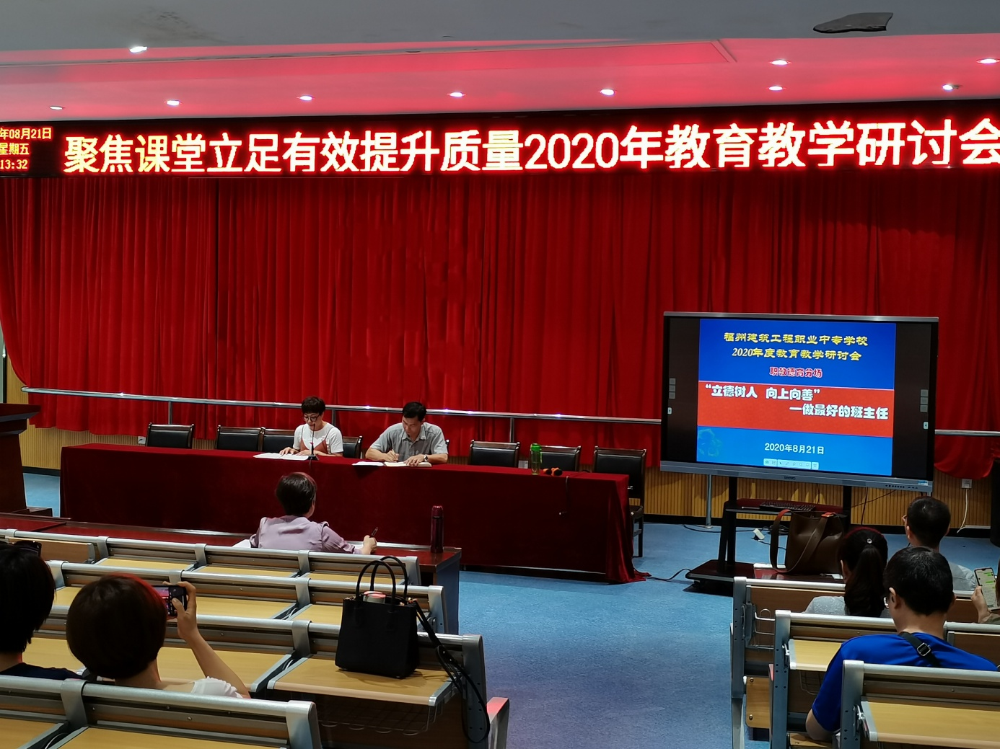 年08月21日
星期五
13:32
聚焦课堂立足有效提升质量2020年教育教学研讨会
福州建筑工程职业中专学校
2020年度教育教学研讨会
职教德育分场
“立德树人 向上向善”
—做最好的班主任
2020年8月21日